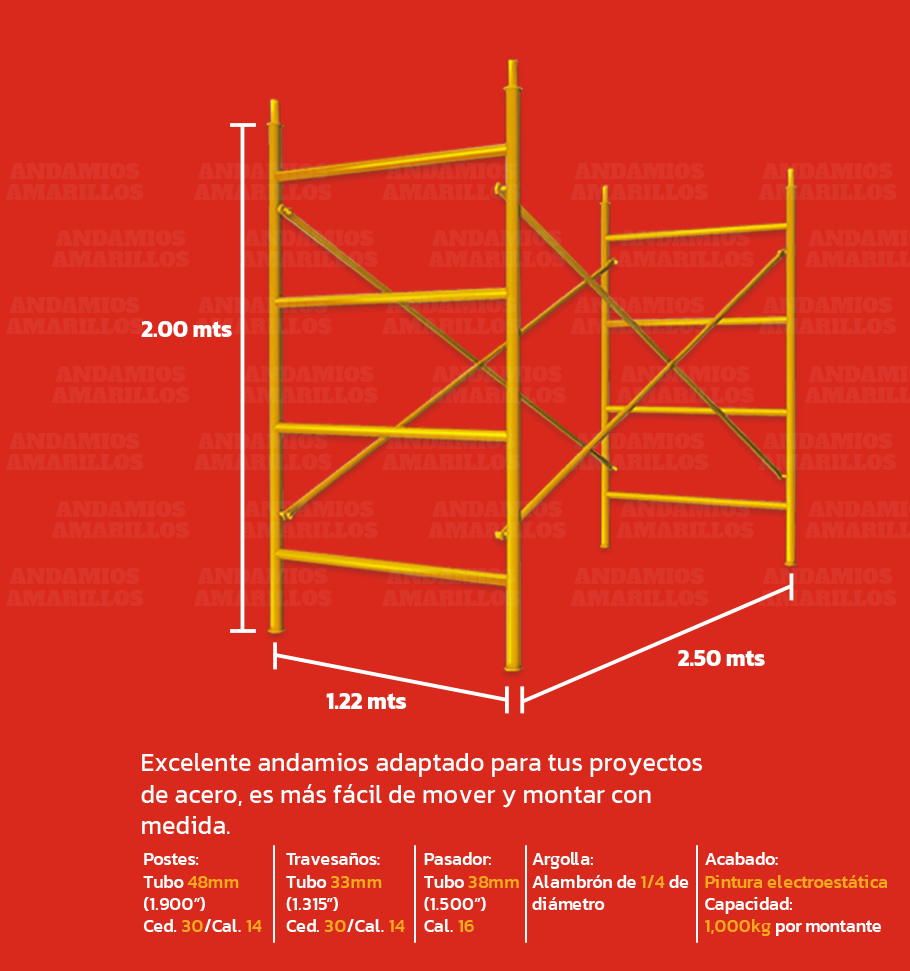 ANDAMIOS
AMARILLOS
2.00 mts
1.22 mts
2.50 mts
Excelente andamios adaptado para tus proyectos
de acero, es más fácil de mover y montar con
medida.
Postes:
Tubo 48mm
(1.900”)
Ced. 30/Cal. 14
Travesaños:
Tubo 33mm
(1.315”)
Ced. 30/Cal. 14
Pasador:
Tubo 38mm
(1.500”)
Cal. 16
Argolla:
Alambrón de 1/4 de
diámetro
Acabado:
Pintura electroestática
Capacidad:
1,000kg por montante